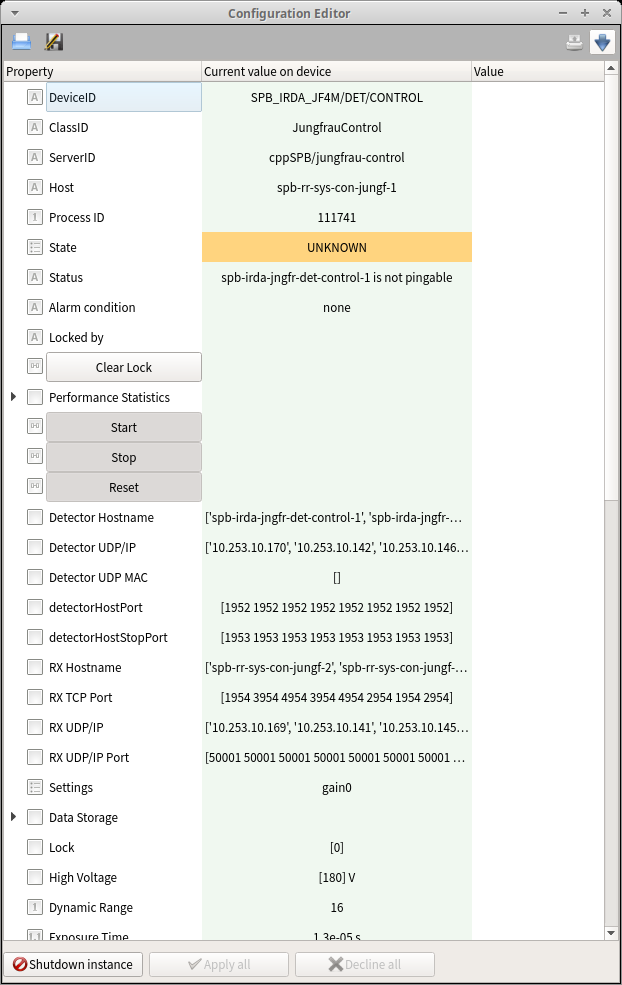 Configuration Editor
Property Current value on device Value
A DeviceID SPB_IRDA_JF4M/DET/CONTROL
A ClassID JungfrauControl
A ServerID cppSPB/jungfrau-control
A Host spb-rr-sys-con-jungf-1
1 Process ID 111741
State UNKNOWN
A Status spb-irda-jngfr-det-control-1 is not pingable
A Alarm condition none
A Locked by
Clear Lock
Performance Statistics
Start
Stop
Reset
Detector Hostname ['spb-irda-jngfr-det-control-1', 'spb-irda-jngfr-…
Detector UDP/IP ['10.253.10.170', '10.253.10.142', '10.253.10.146…
Detector UDP MAC []
detectorHostPort [1952 1952 1952 1952 1952 1952 1952 1952]
detectorHostStopPort [1953 1953 1953 1953 1953 1953 1953 1953]
RX Hostname ['spb-rr-sys-con-jungf-2', 'spb-rr-sys-con-jungf-…
RX TCP Port [1954 3954 4954 3954 4954 2954 1954 2954]
RX UDP/IP ['10.253.10.169', '10.253.10.141', '10.253.10.145…
RX UDP/IP Port [50001 50001 50001 50001 50001 50001 50001 …
Settings gain0
Data Storage
Lock [0]
High Voltage [180] V
1 Dynamic Range 16
1.1 Exposure Time 1.3e-05 s
Shutdown instance Apply all Decline all